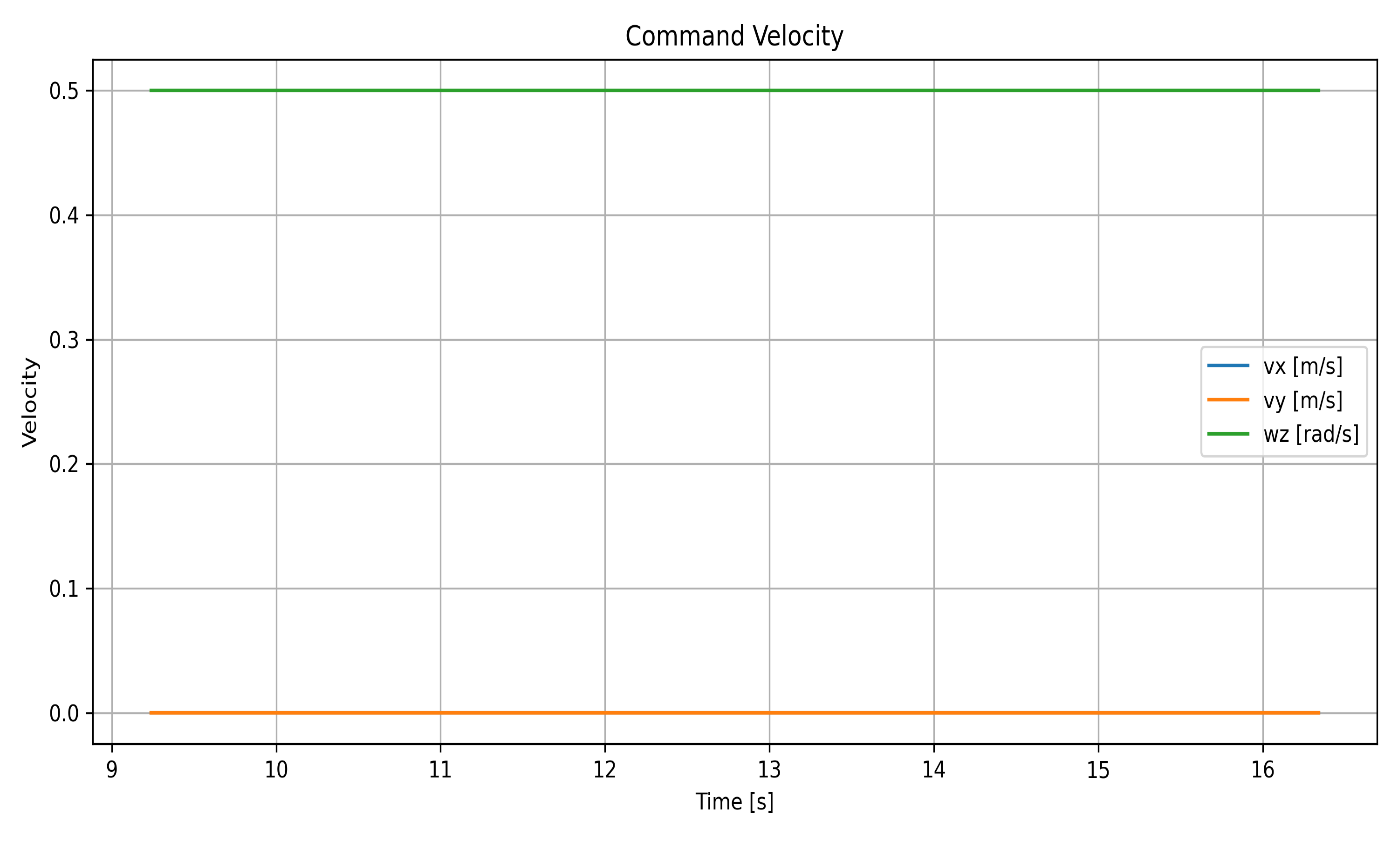 Command Velocity
0.5
0.4
0.3
0.2
0.1
0.0
Velocity
vx [m/s]
vy [m/s]
wz [rad/s]
9 10 11 12 13 14 15 16
Time [s]